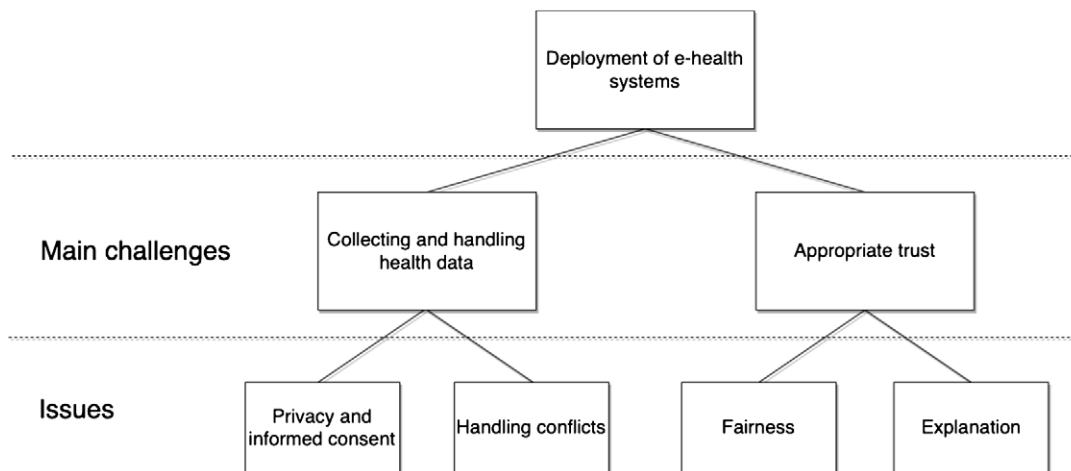 Deployment of e-health
systems
Main challenges
Collecting and handling
health data
Appropriate trust
Issues
Privacy and
informed consent
Handling conflicts
Fairness
Explanation